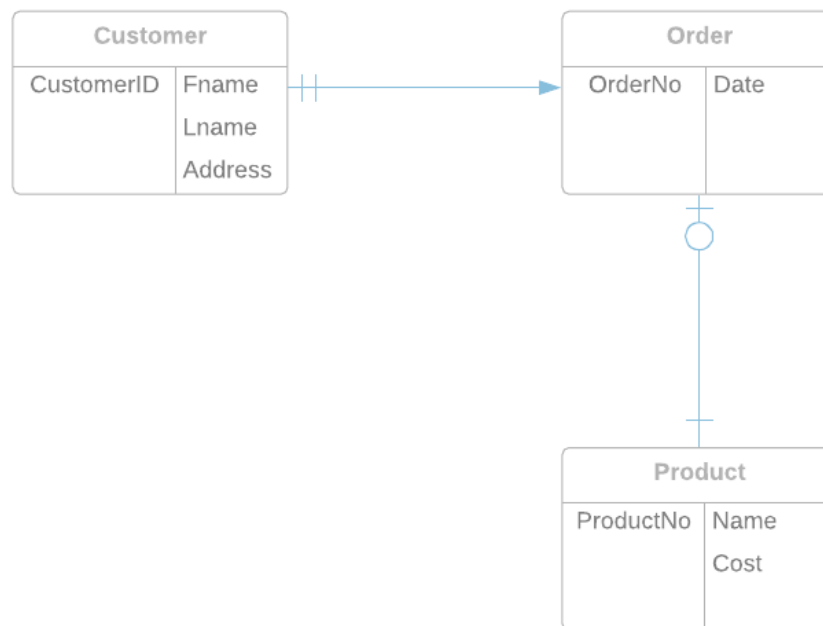 Customer
CustomerID Fname
Lname
Address
Order
OrderNo Date
Product
ProductNo Name
Cost